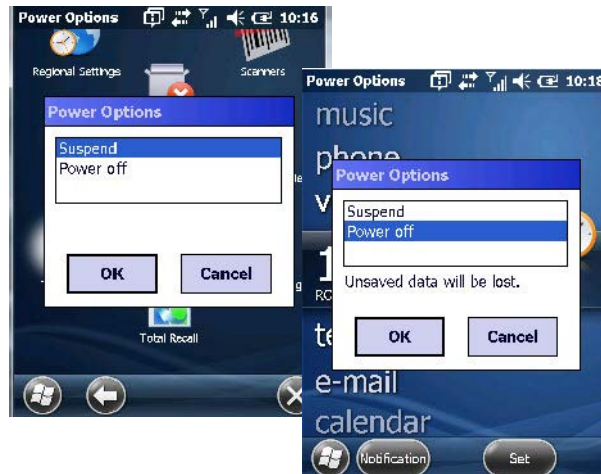 Power Options 10:16
Regional Settings
Scanners
Power Options
Suspend
Power off
OK Cancel
Total Recall
Power Options 10:18
music
phone
Power Options
Suspend
Power off
Unsaved data will be lost.
OK Cancel
e-mail
calendar
Notification Set